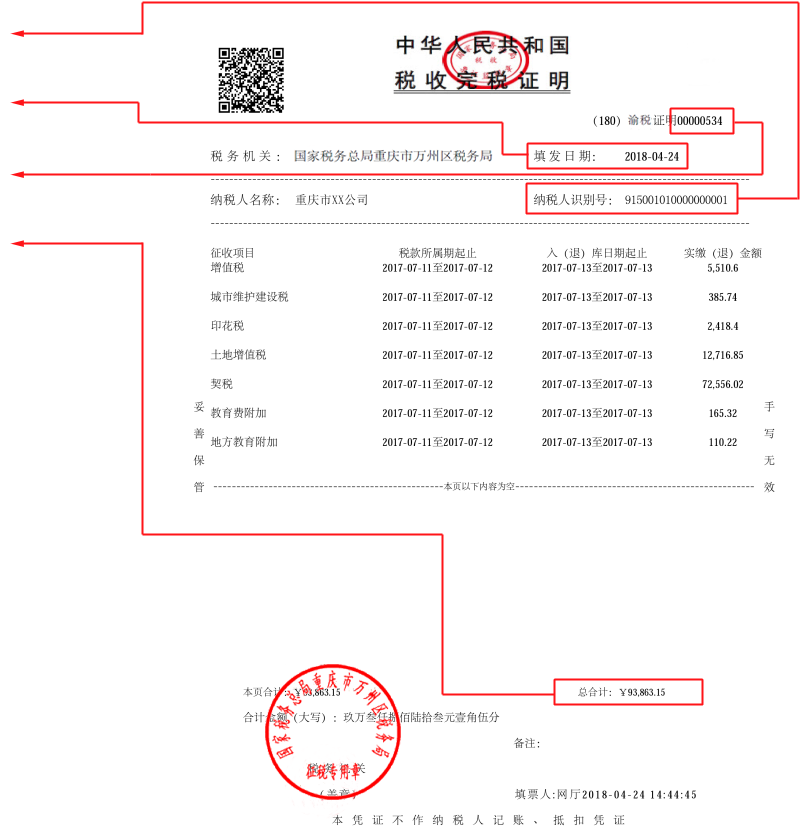 中华人民共和国
税收完税证明
(180) 渝税证明00000534
税务机关: 国家税务总局重庆市万州区税务局 填发日期: 2018-04-24
纳税人名称: 重庆市XX公司 纳税人识别号: 915001010000000001
征收项目 税款所属期起止 入（退）库日期起止 实缴（退）金额
增值税 2017-07-11至2017-07-12 2017-07-13至2017-07-13 5,510.6
城市维护建设税 2017-07-11至2017-07-12 2017-07-13至2017-07-13 385.74
印花税 2017-07-11至2017-07-12 2017-07-13至2017-07-13 2,418.4
土地增值税 2017-07-11至2017-07-12 2017-07-13至2017-07-13 12,716.85
契税 2017-07-11至2017-07-12 2017-07-13至2017-07-13 72,556.02
教育费附加 2017-07-11至2017-07-12 2017-07-13至2017-07-13 165.32
地方教育附加 2017-07-11至2017-07-12 2017-07-13至2017-07-13 110.22
妥善保管
手写无效
本页以下内容为空
本页合计: ￥93,863.15 总合计: ￥93,863.15
合计金额(大写): 玖万叁仟捌佰陆拾叁元壹角伍分
备注:
国家税务总局重庆市万州区税务局
征税专用章
税务机关
(盖章)
填票人:网厅2018-04-24 14:44:45
本凭证不作纳税人记账、抵扣凭证